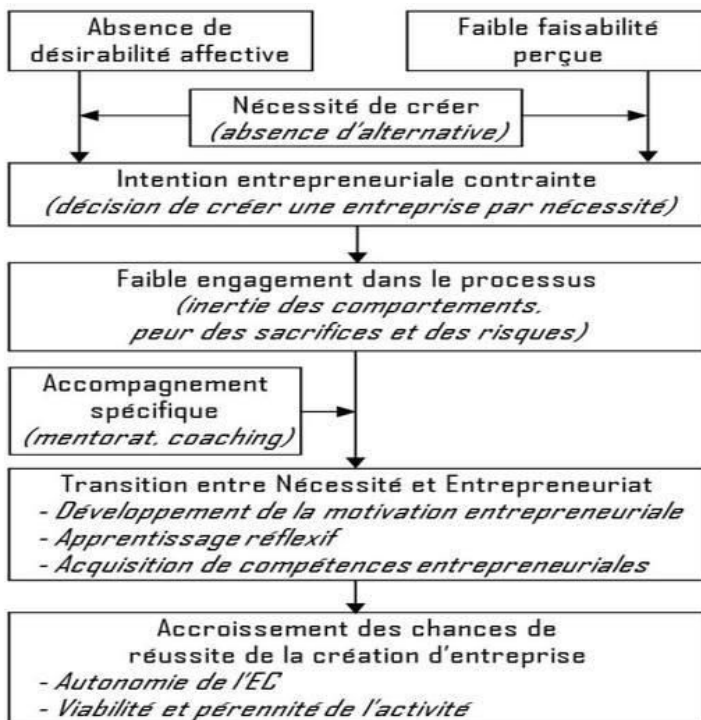 Absence de
désirabilité affective
Faible faisabilité
perçue
Nécessité de créer
(absence d'alternative)
Intention entrepreneuriale contrainte
(décision de créer une entreprise par nécessité)
Faible engagement dans le processus
(inertie des comportements,
peur des sacrifices et des risques)
Accompagnement
spécifique
(mentorat, coaching)
Transition entre Nécessité et Entrepreneuriat
- Développement de la motivation entrepreneuriale
- Apprentissage réflexif
- Acquisition de compétences entrepreneuriales
Accroissement des chances de
réussite de la création d'entreprise
- Autonomie de l'EC
- Viabilité et pérennité de l'activité